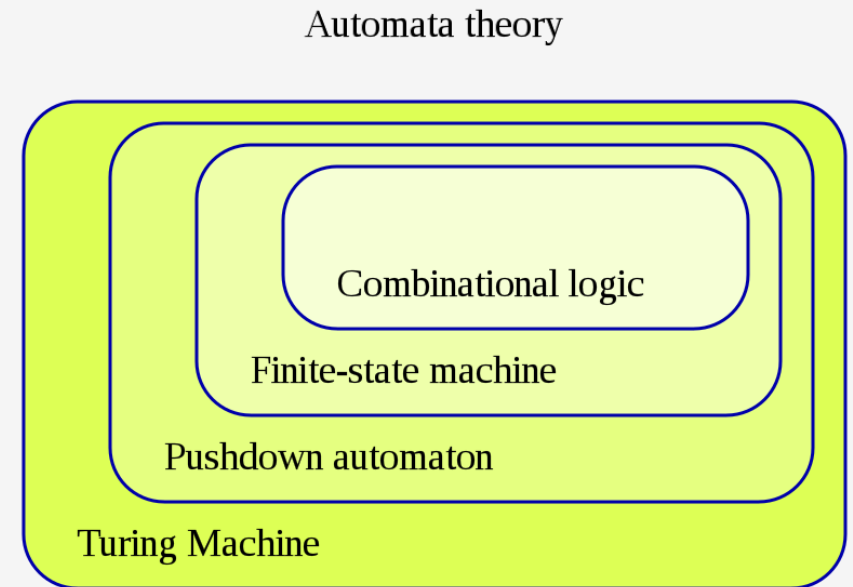 Automata theory
Combinational logic
Finite-state machine
Pushdown automaton
Turing Machine